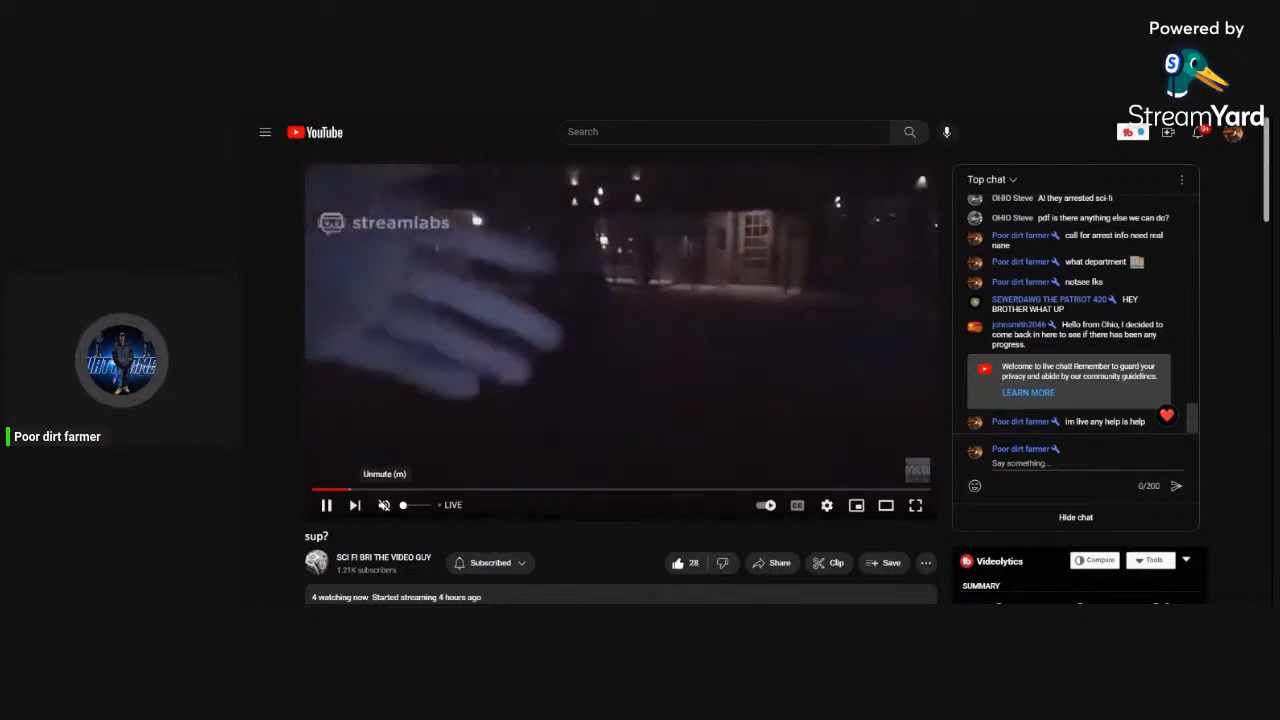 Powered by
StreamYard
YouTube
Search
9+
streamlabs
Top chat
OHIO Steve Al they arrested sci-fi
OHIO Steve pdf is there anything else we can do?
Poor dirt farmer call for arrest info need real
nane
Poor dirt farmer what department
Poor dirt farmer notsee fks
SEWERDAWG THE PATRIOT 420 HEY
BROTHER WHAT UP
johnsmith2046 Hello from Ohio, I decided to
come back in here to see if there has been any
progress.
Welcome to live chat! Remember to guard your
privacy and abide by our community guidelines.
LEARN MORE
Poor dirt farmer im live any help is help
Poor dirt farmer
Say something...
0/200
Hide chat
Poor dirt farmer
Unmute (m)
LIVE
sup?
SCI FI BRI THE VIDEO GUY
1.21K subscribers
Subscribed
28
Share
Clip
Save
4 watching now Started streaming 4 hours ago
Videolytics
Compare
Tools
SUMMARY